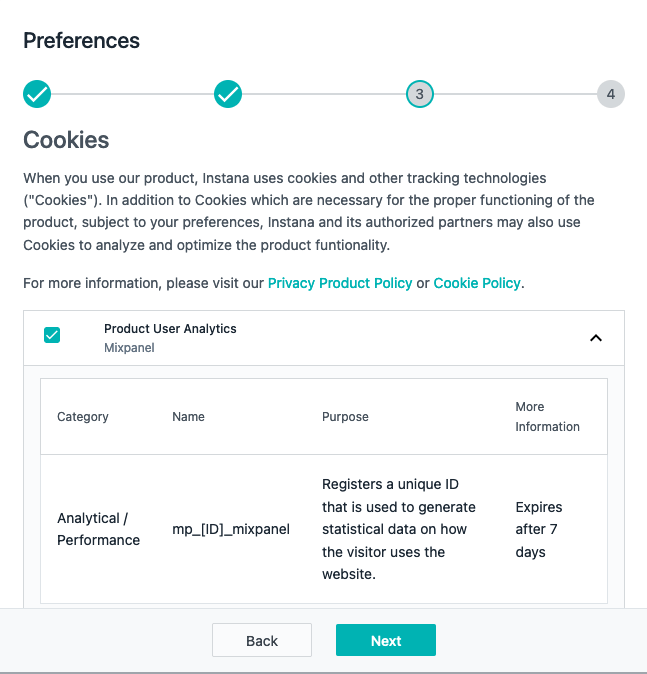 Preferences
3
4
Cookies
When you use our product, Instana uses cookies and other tracking technologies
("Cookies"). In addition to Cookies which are necessary for the proper functioning of the
product, subject to your preferences, Instana and its authorized partners may also use
Cookies to analyze and optimize the product funtionality.
For more information, please visit our Privacy Product Policy or Cookie Policy.
Product User Analytics
Mixpanel
Category
Name
Purpose
More
Information
Analytical /
Performance
mp_[ID]_mixpanel
Registers a unique ID
that is used to generate
statistical data on how
the visitor uses the
website.
Expires
after 7
days
Back
Next